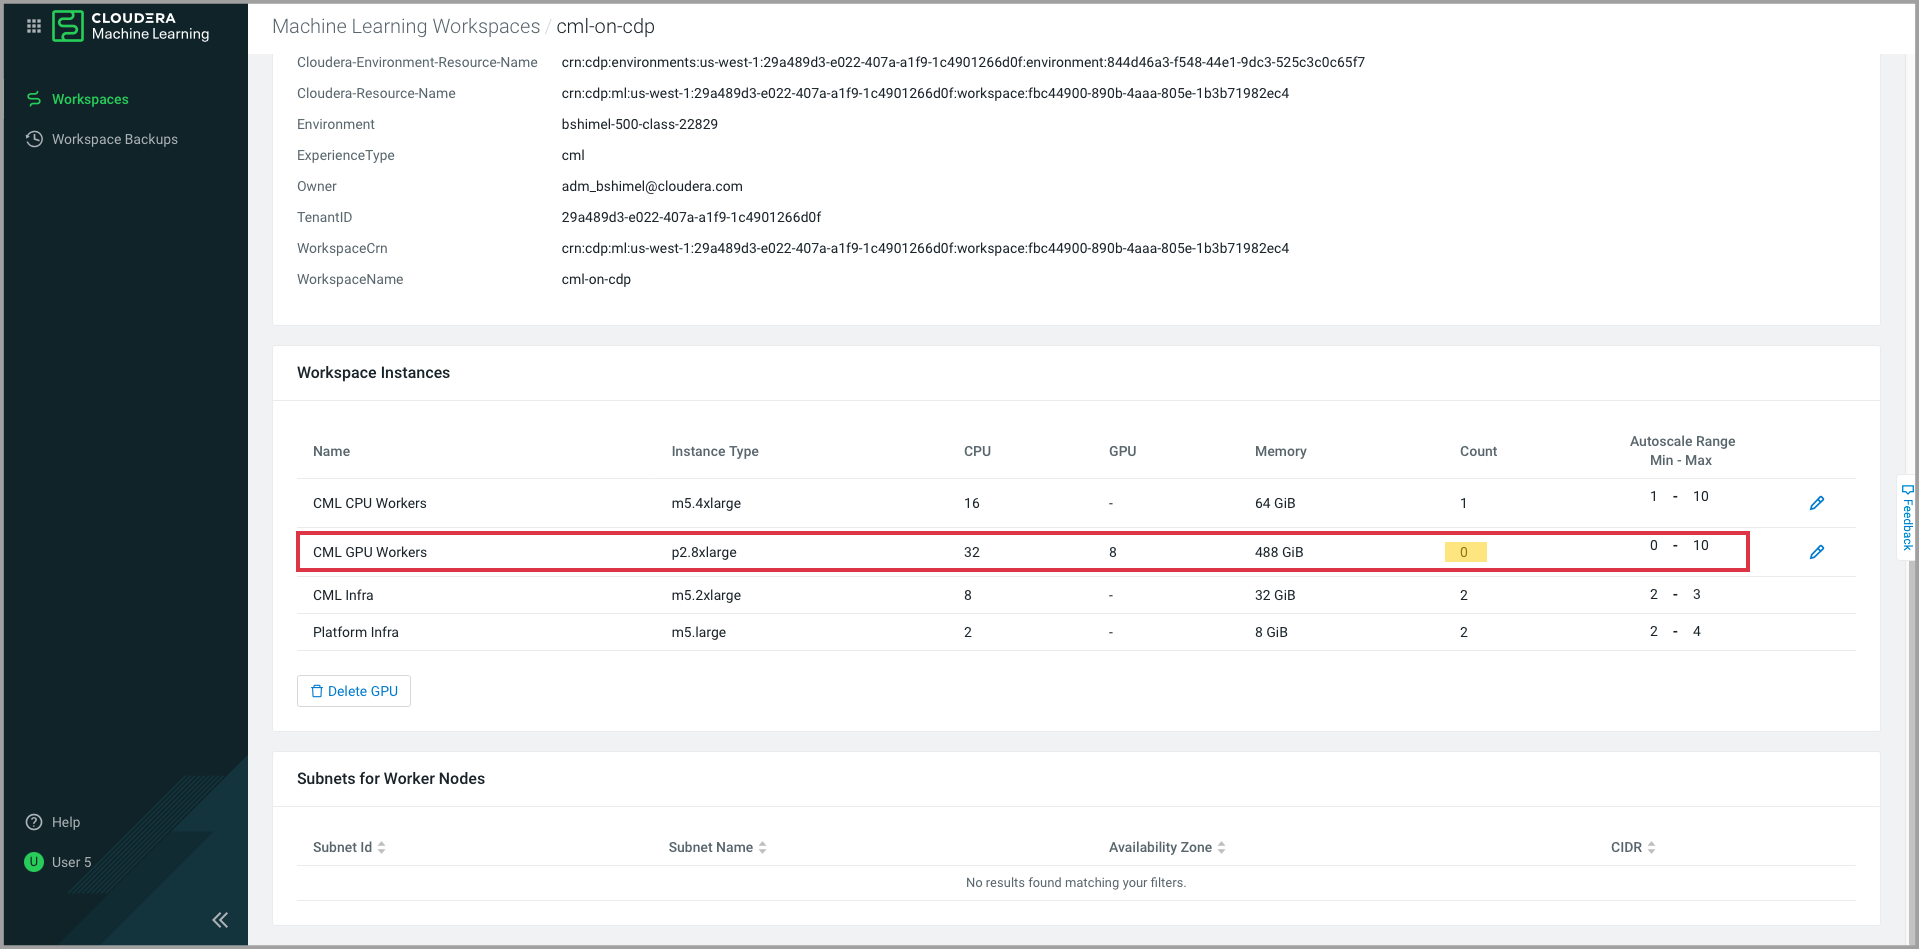 CLOUDERA
Machine Learning
Workspaces
Workspace Backups
Help
U User 5
Machine Learning Workspaces / cml-on-cdp
Cloudera-Environment-Resource-Name crn:cdp:environments:us-west-1:29a489d3-e022-407a-a1f9-1c4901266d0f:environment:844d46a3-f548-44e1-9dc3-525c3c0c65f7
Cloudera-Resource-Name crn:cdp:ml:us-west-1:29a489d3-e022-407a-a1f9-1c4901266d0f:workspace:fbc44900-890b-4aaa-805e-1b3b71982ec4
Environment bshimel-500-class-22829
ExperienceType cml
Owner adm_bshimel@cloudera.com
TenantID 29a489d3-e022-407a-a1f9-1c4901266d0f
WorkspaceCrn crn:cdp:ml:us-west-1:29a489d3-e022-407a-a1f9-1c4901266d0f:workspace:fbc44900-890b-4aaa-805e-1b3b71982ec4
WorkspaceName cml-on-cdp
Workspace Instances
Name Instance Type CPU GPU Memory Count Autoscale Range
Min - Max
CML CPU Workers m5.4xlarge 16 - 64 GiB 1 1 - 10
CML GPU Workers p2.8xlarge 32 8 488 GiB 0 0 - 10
CML Infra m5.2xlarge 8 - 32 GiB 2 2 - 3
Platform Infra m5.large 2 - 8 GiB 2 2 - 4
Delete GPU
Subnets for Worker Nodes
Subnet Id Subnet Name Availability Zone CIDR
No results found matching your filters.
Feedback